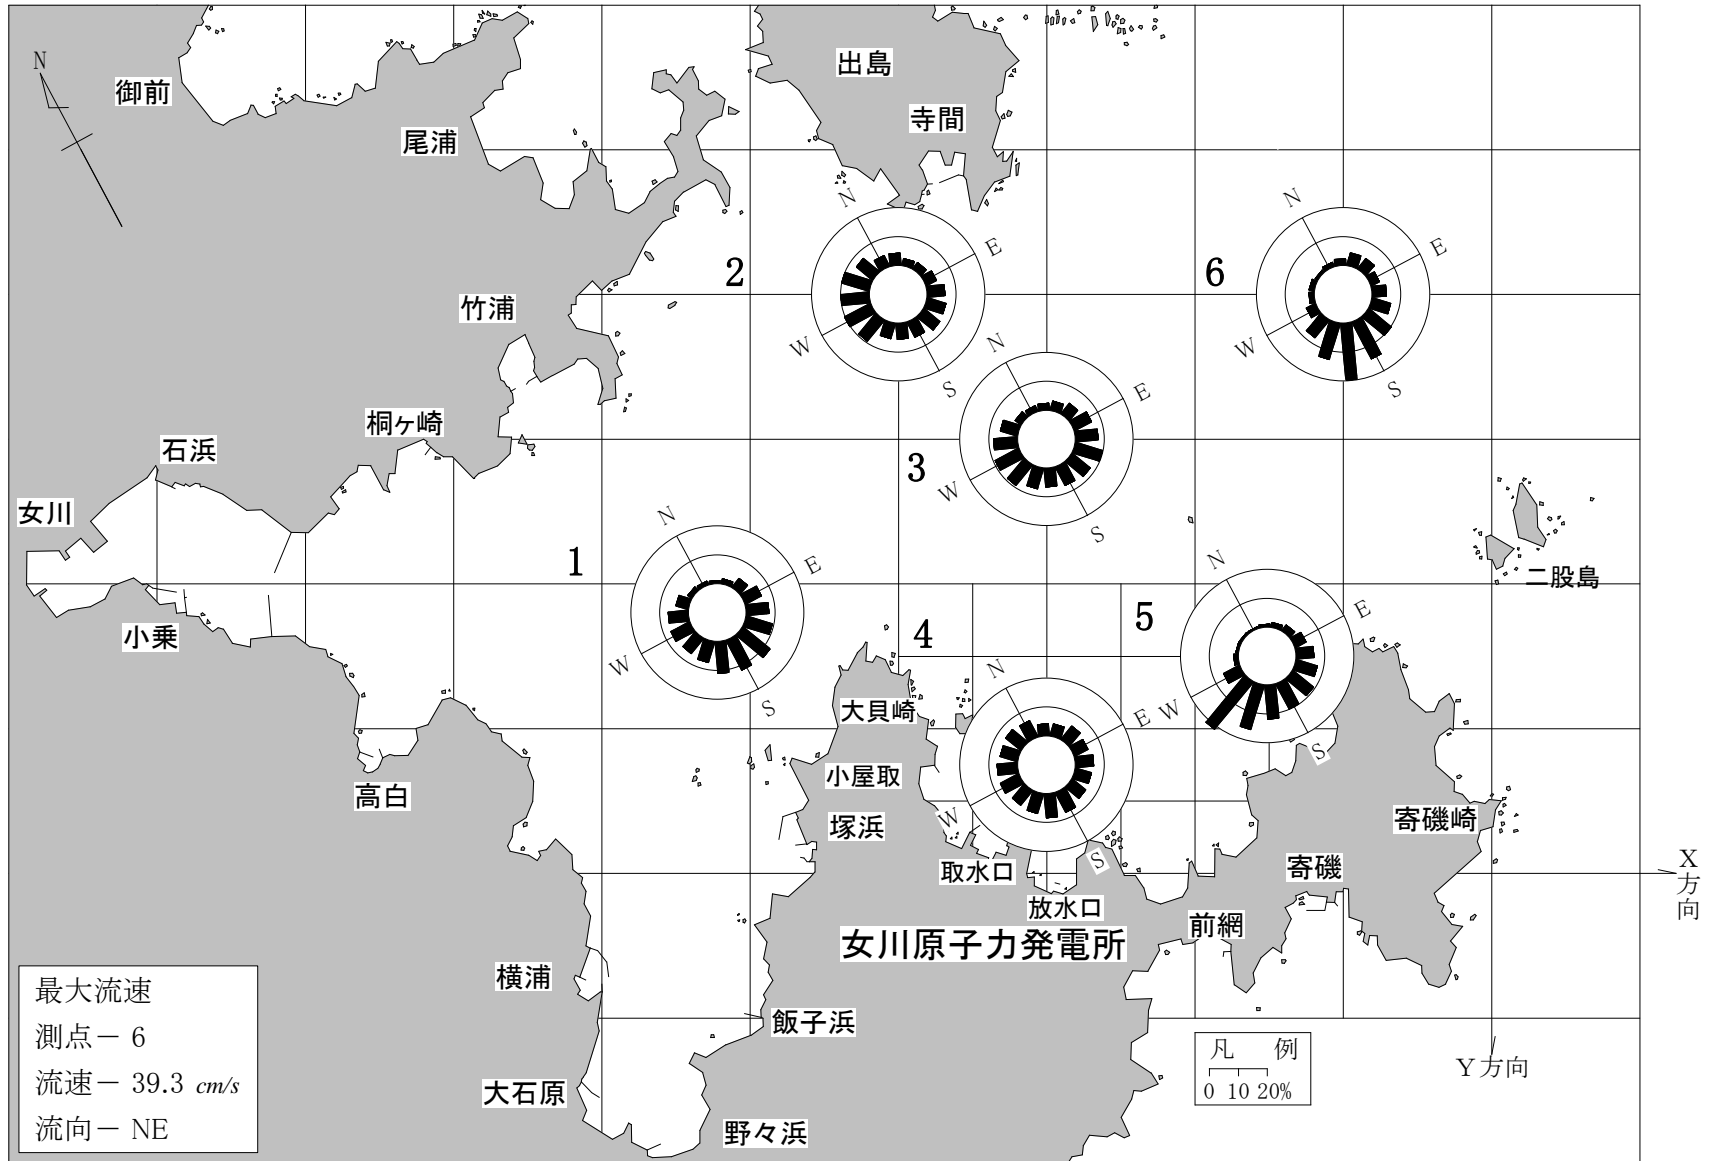 出島
N
御前
寺間
尾浦
N
N
E
E
2
6
竹浦
W
W
N
S
S
E
桐ヶ崎
石浜
3
W
女川
N
S
1
E
N
二股島
小乗
5
E
4
W
N
S
大貝崎
E
W
S
小屋取
高白
W
塚浜
寄磯崎
S
取水口
寄磯
X方向
放水口
前網
女川原子力発電所
横浦
最大流速
飯子浜
測点－ 6
凡 例
Y方向
流速－ 39.3 cm/s
0 10 20%
大石原
流向－ NE
野々浜